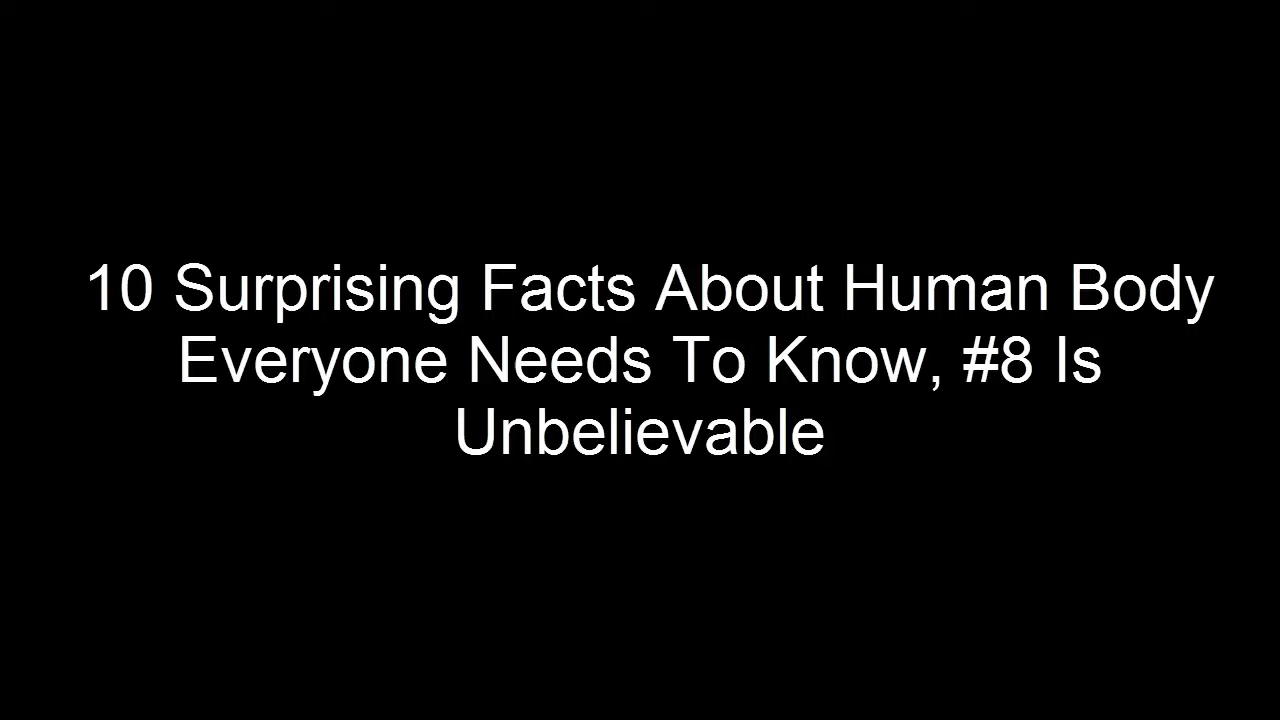 10 Surprising Facts About Human Body
Everyone Needs To Know, #8 Is
Unbelievable